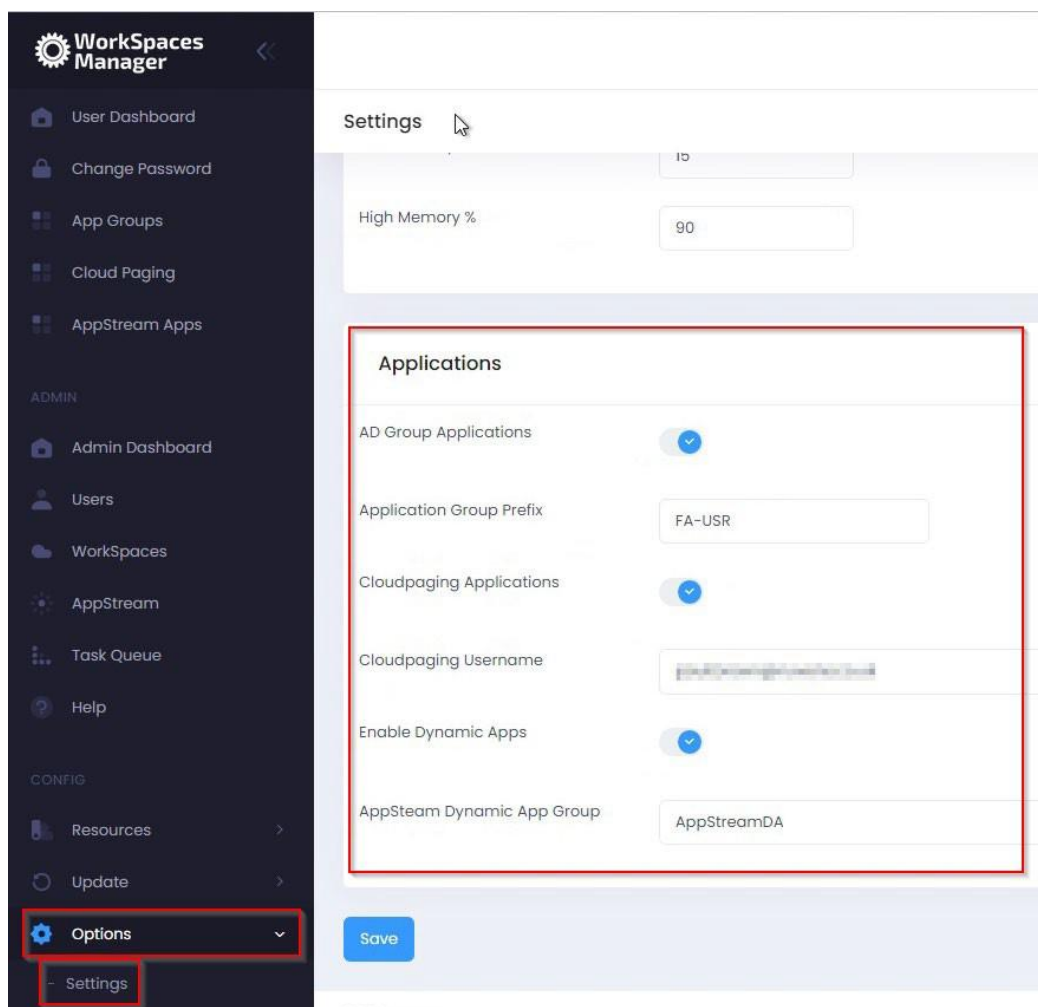 WorkSpaces
Manager
User Dashboard
Change Password
App Groups
Cloud Paging
AppStream Apps
ADMIN
Admin Dashboard
Users
WorkSpaces
AppStream
Task Queue
Help
CONFIG
Resources
Update
Options
- Settings
Settings
15
High Memory %
90
Applications
AD Group Applications
Application Group Prefix
FA-USR
Cloudpaging Applications
Cloudpaging Username
Enable Dynamic Apps
AppSteam Dynamic App Group
AppStreamDA
Save